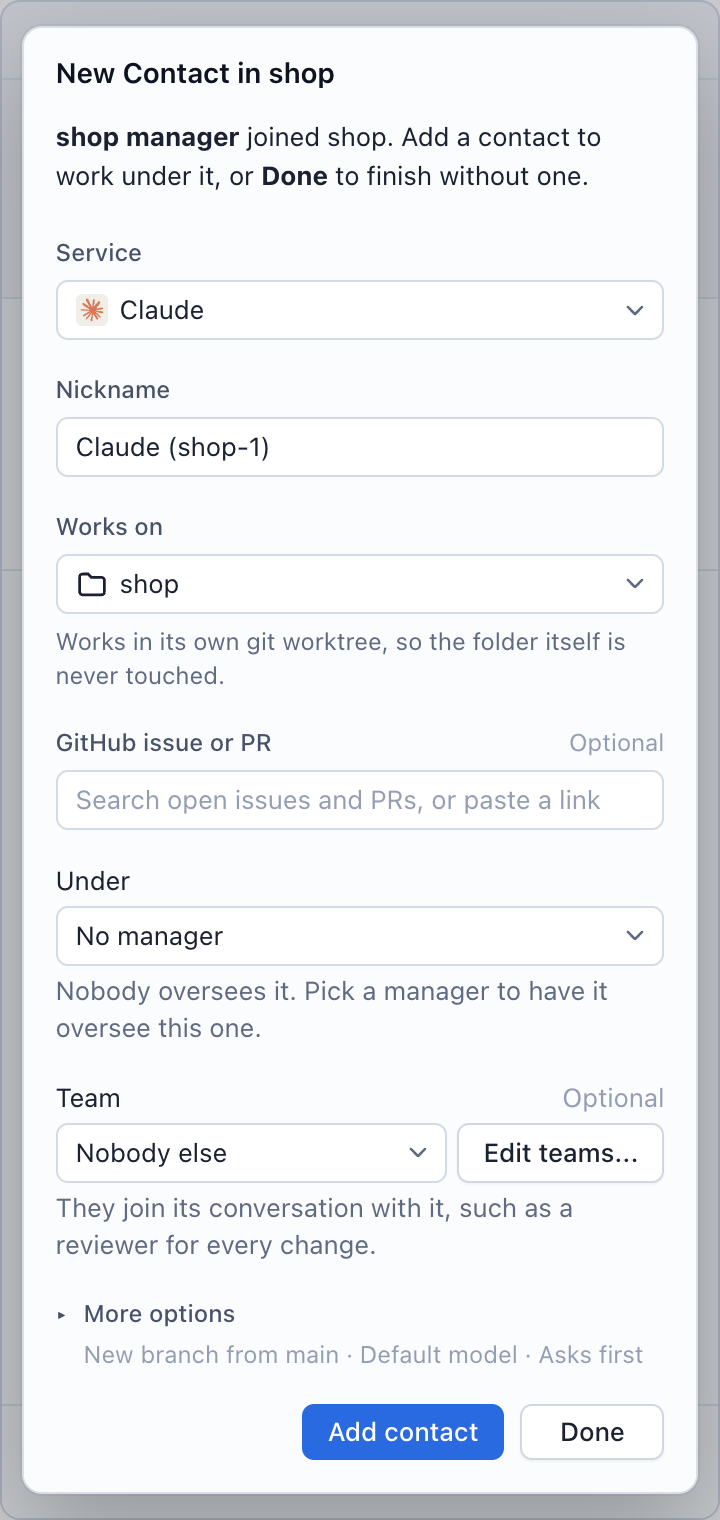 New Contact in shop
shop manager joined shop. Add a contact to
work under it, or Done to finish without one.
Service
Claude
Nickname
Claude (shop-1)
Works on
shop
Works in its own git worktree, so the folder itself is
never touched.
GitHub issue or PR Optional
Search open issues and PRs, or paste a link
Under
No manager
Nobody oversees it. Pick a manager to have it
oversee this one.
Team Optional
Nobody else Edit teams...
They join its conversation with it, such as a
reviewer for every change.
More options
New branch from main · Default model · Asks first
Add contact Done